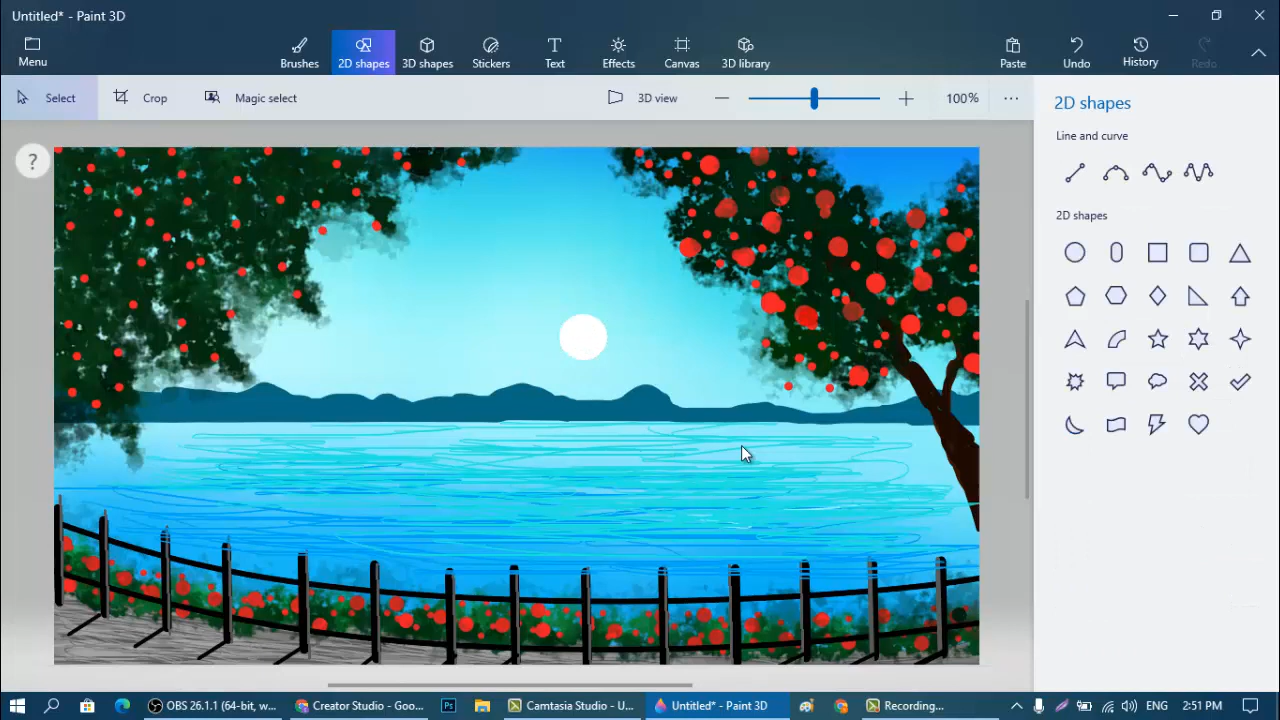 Untitled* - Paint 3D
Menu
Brushes
2D shapes
3D shapes
Stickers
Text
Effects
Canvas
3D library
Paste
Undo
History
Redo
Select
Crop
Magic select
3D view
100%
2D shapes
Line and curve
2D shapes
?
OBS 26.1.1 (64-bit, w...
Creator Studio - Goo...
Ps
Camtasia Studio - U...
Untitled* - Paint 3D
Recording...
ENG
2:51 PM